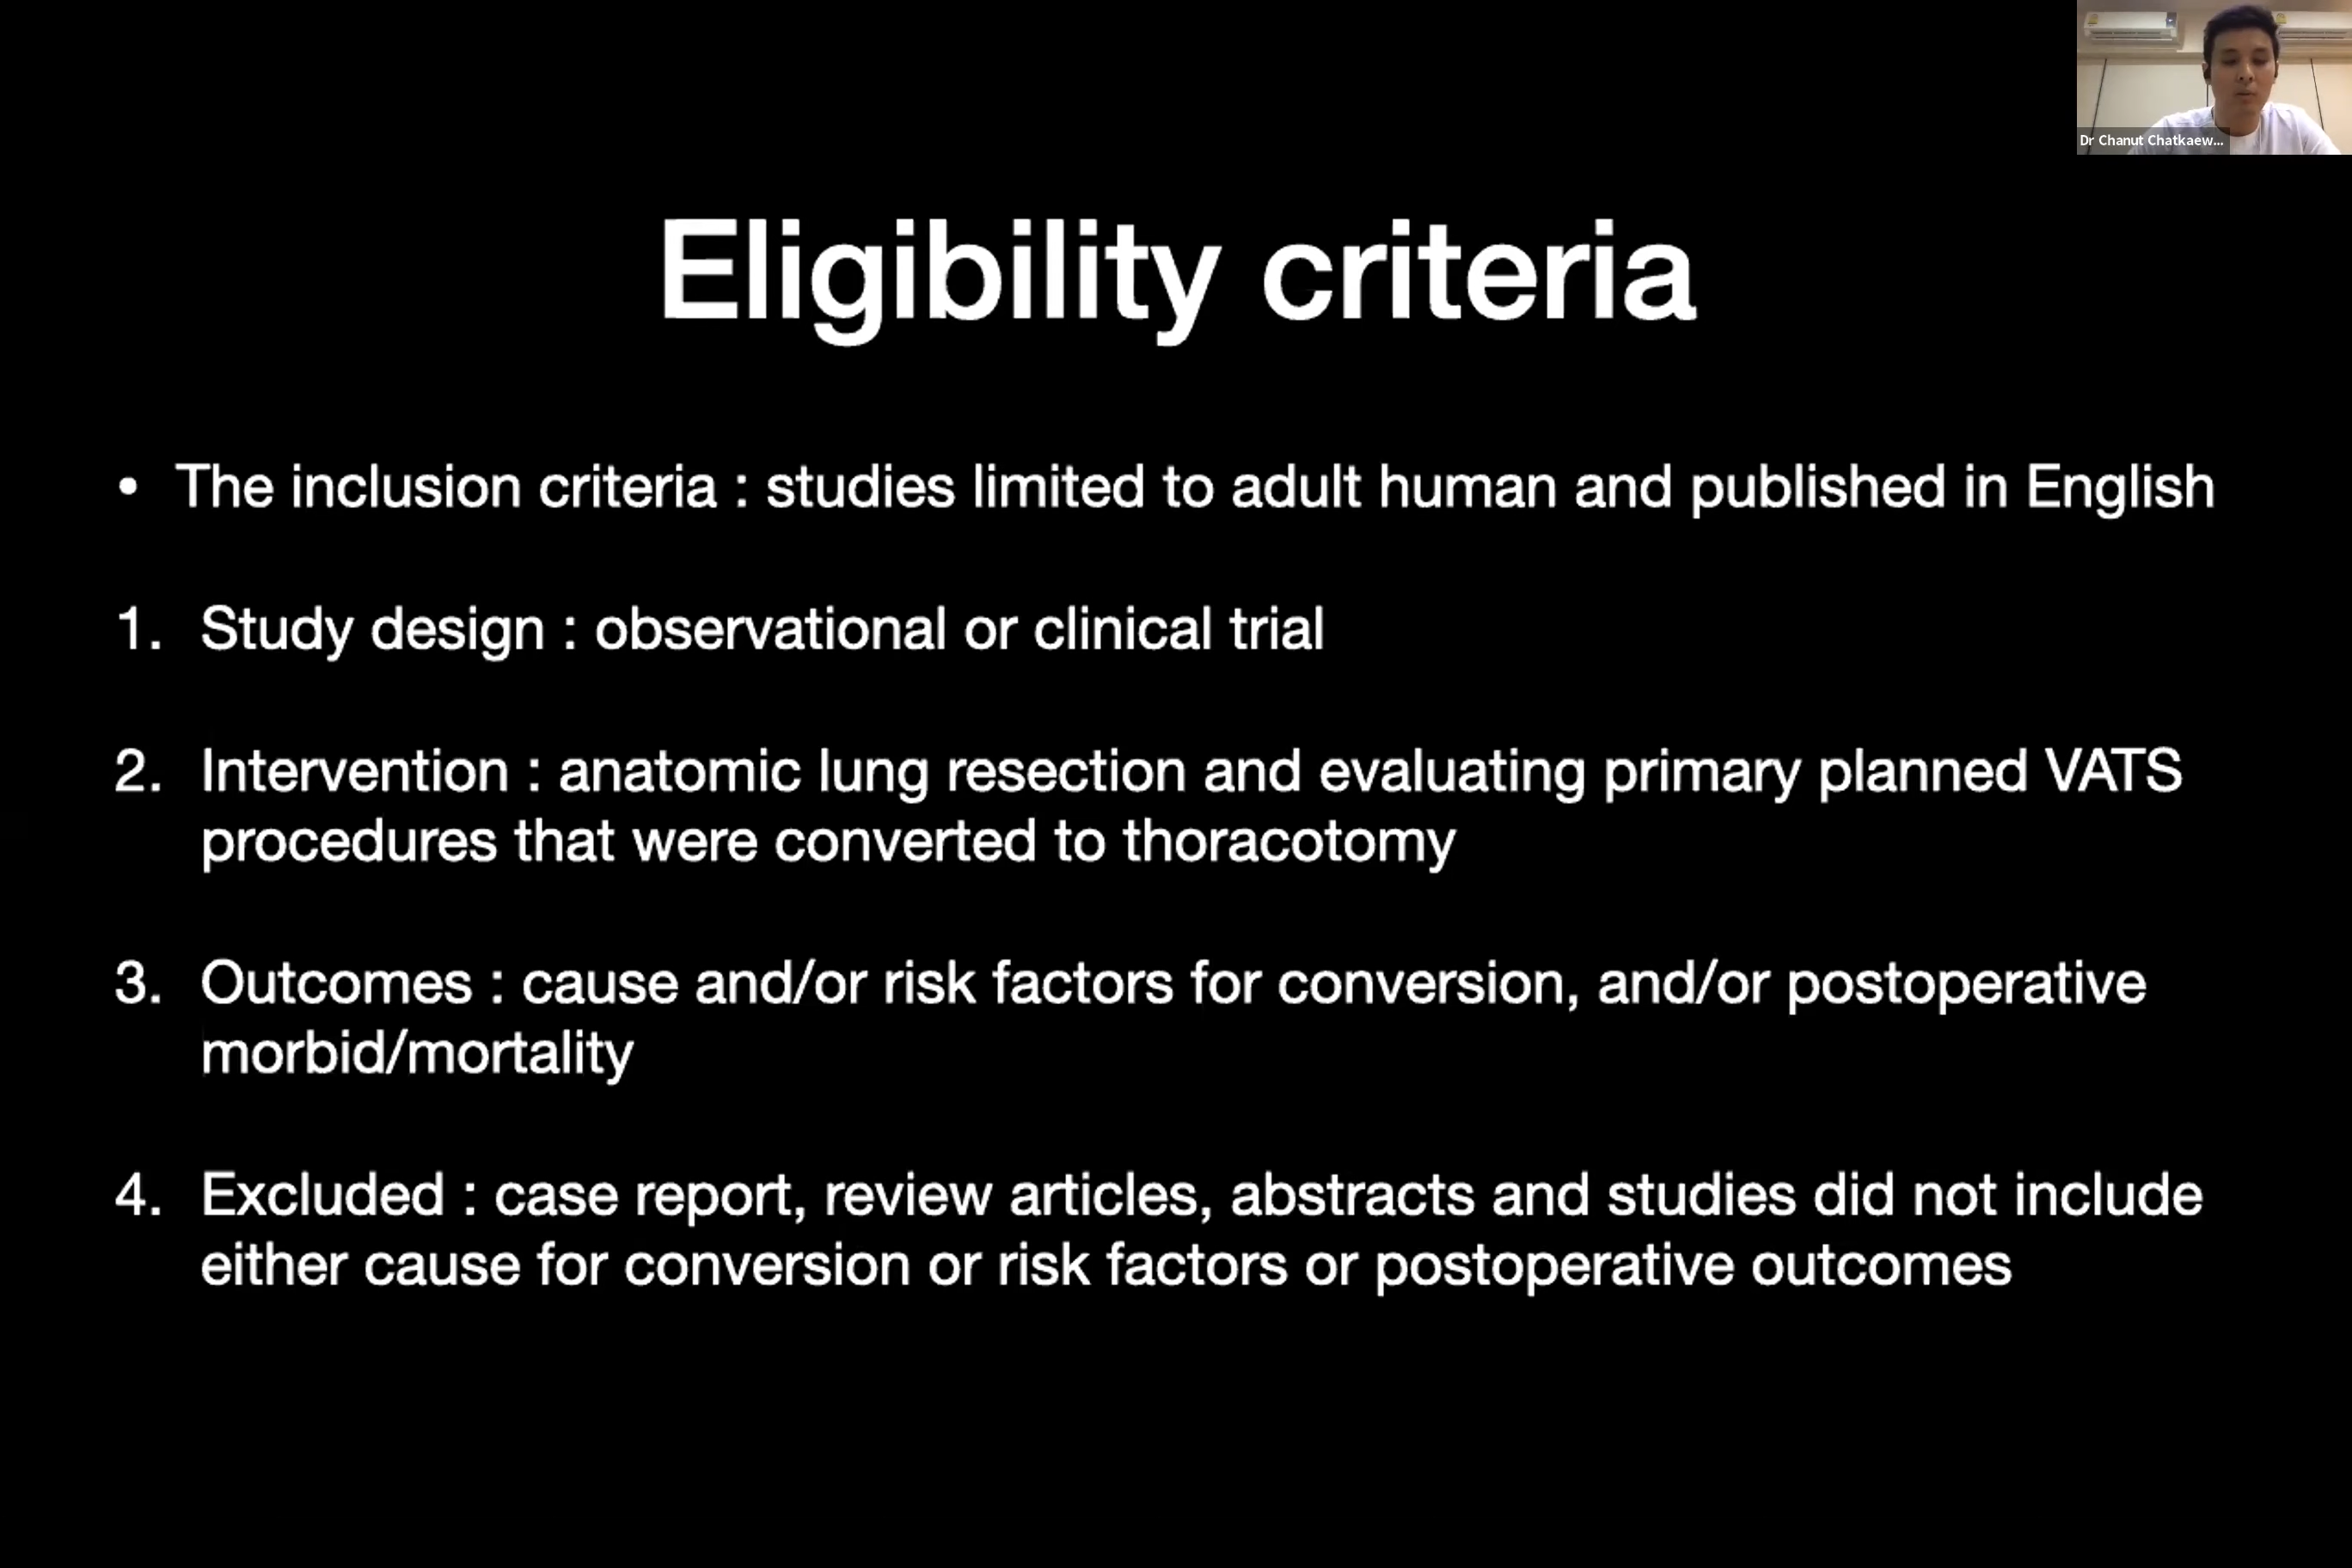 Dr Chanut Chatkaew...
Eligibility criteria
• The inclusion criteria : studies limited to adult human and published in English
1. Study design : observational or clinical trial
2. Intervention : anatomic lung resection and evaluating primary planned VATS
procedures that were converted to thoracotomy
3. Outcomes : cause and/or risk factors for conversion, and/or postoperative
morbid/mortality
4. Excluded : case report, review articles, abstracts and studies did not include
either cause for conversion or risk factors or postoperative outcomes